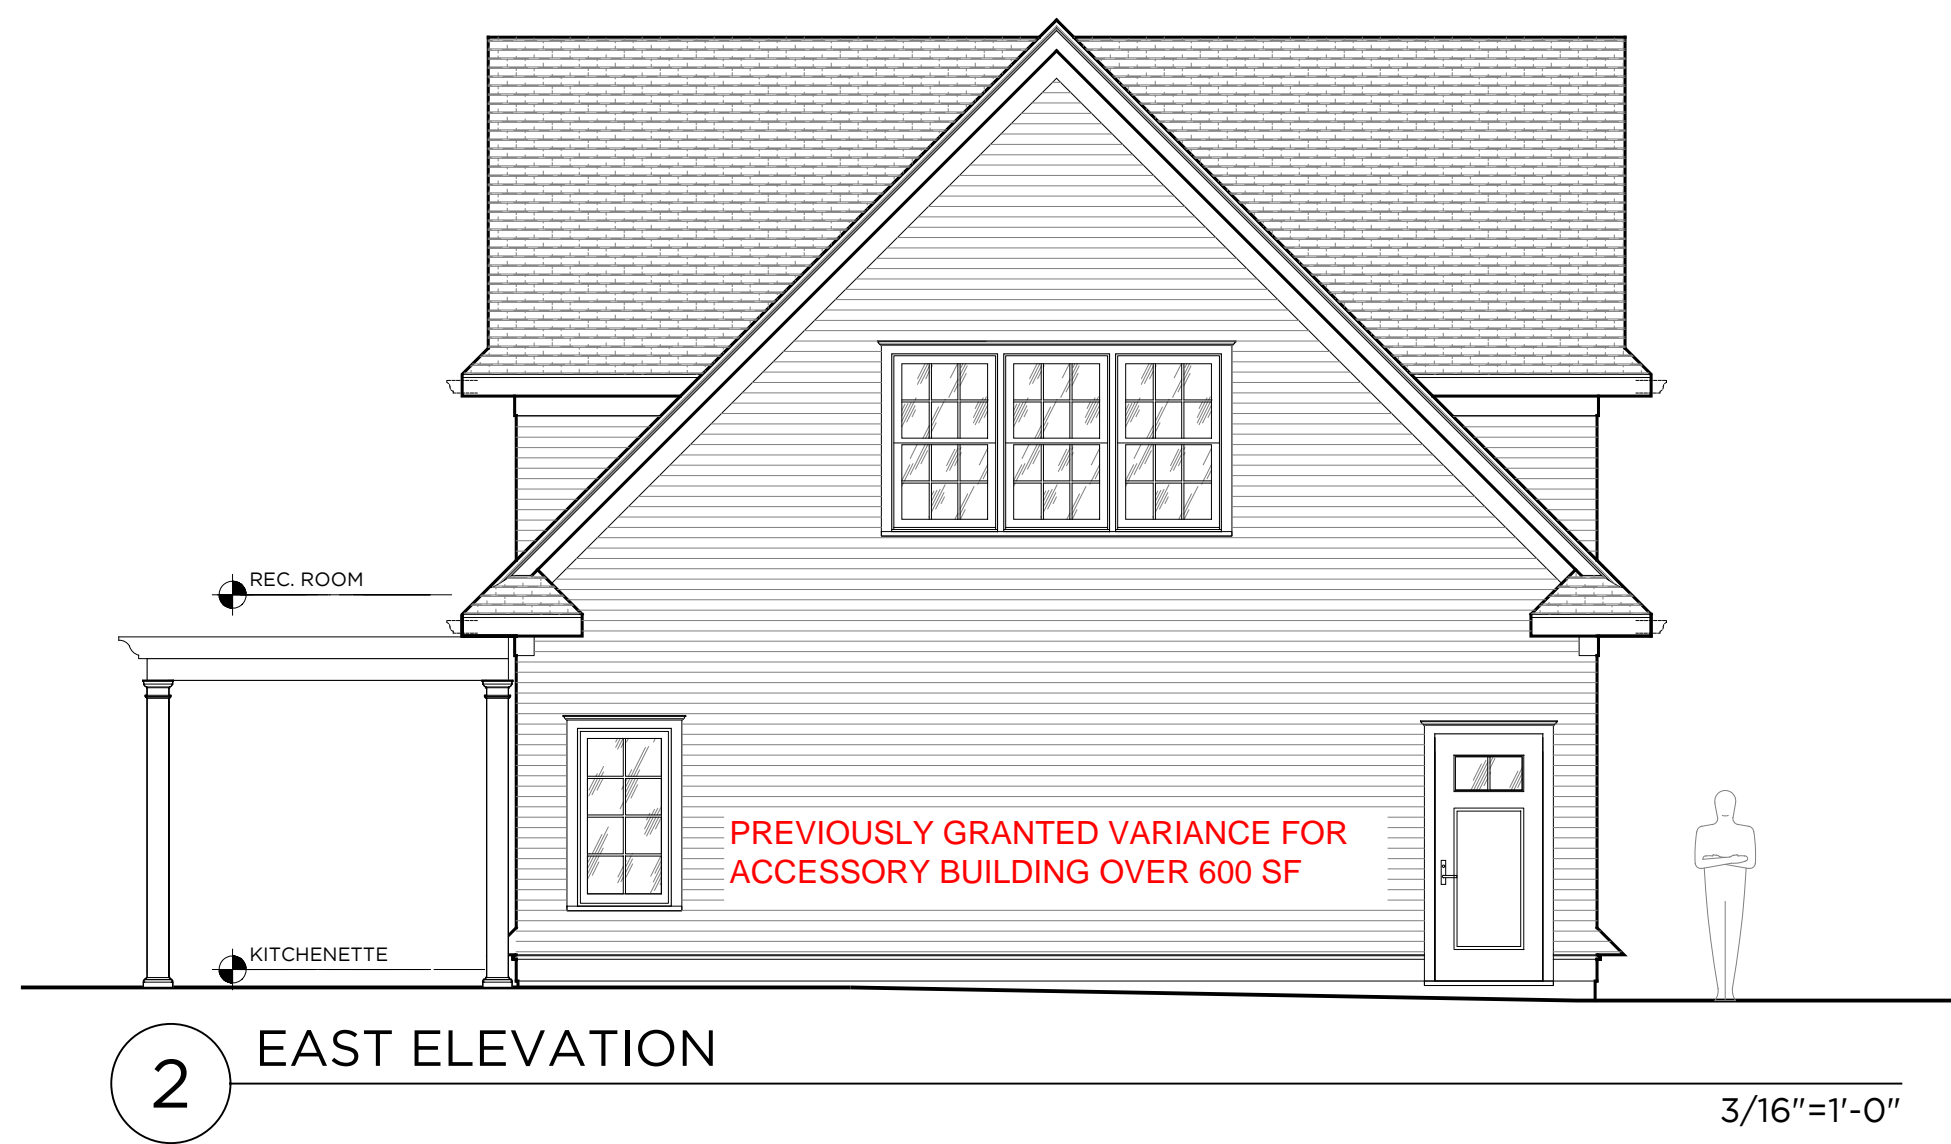 REC. ROOM
PREVIOUSLY GRANTED VARIANCE FOR
ACCESSORY BUILDING OVER 600 SF
KITCHENETTE
2
EAST ELEVATION
3/16"=1'-0"